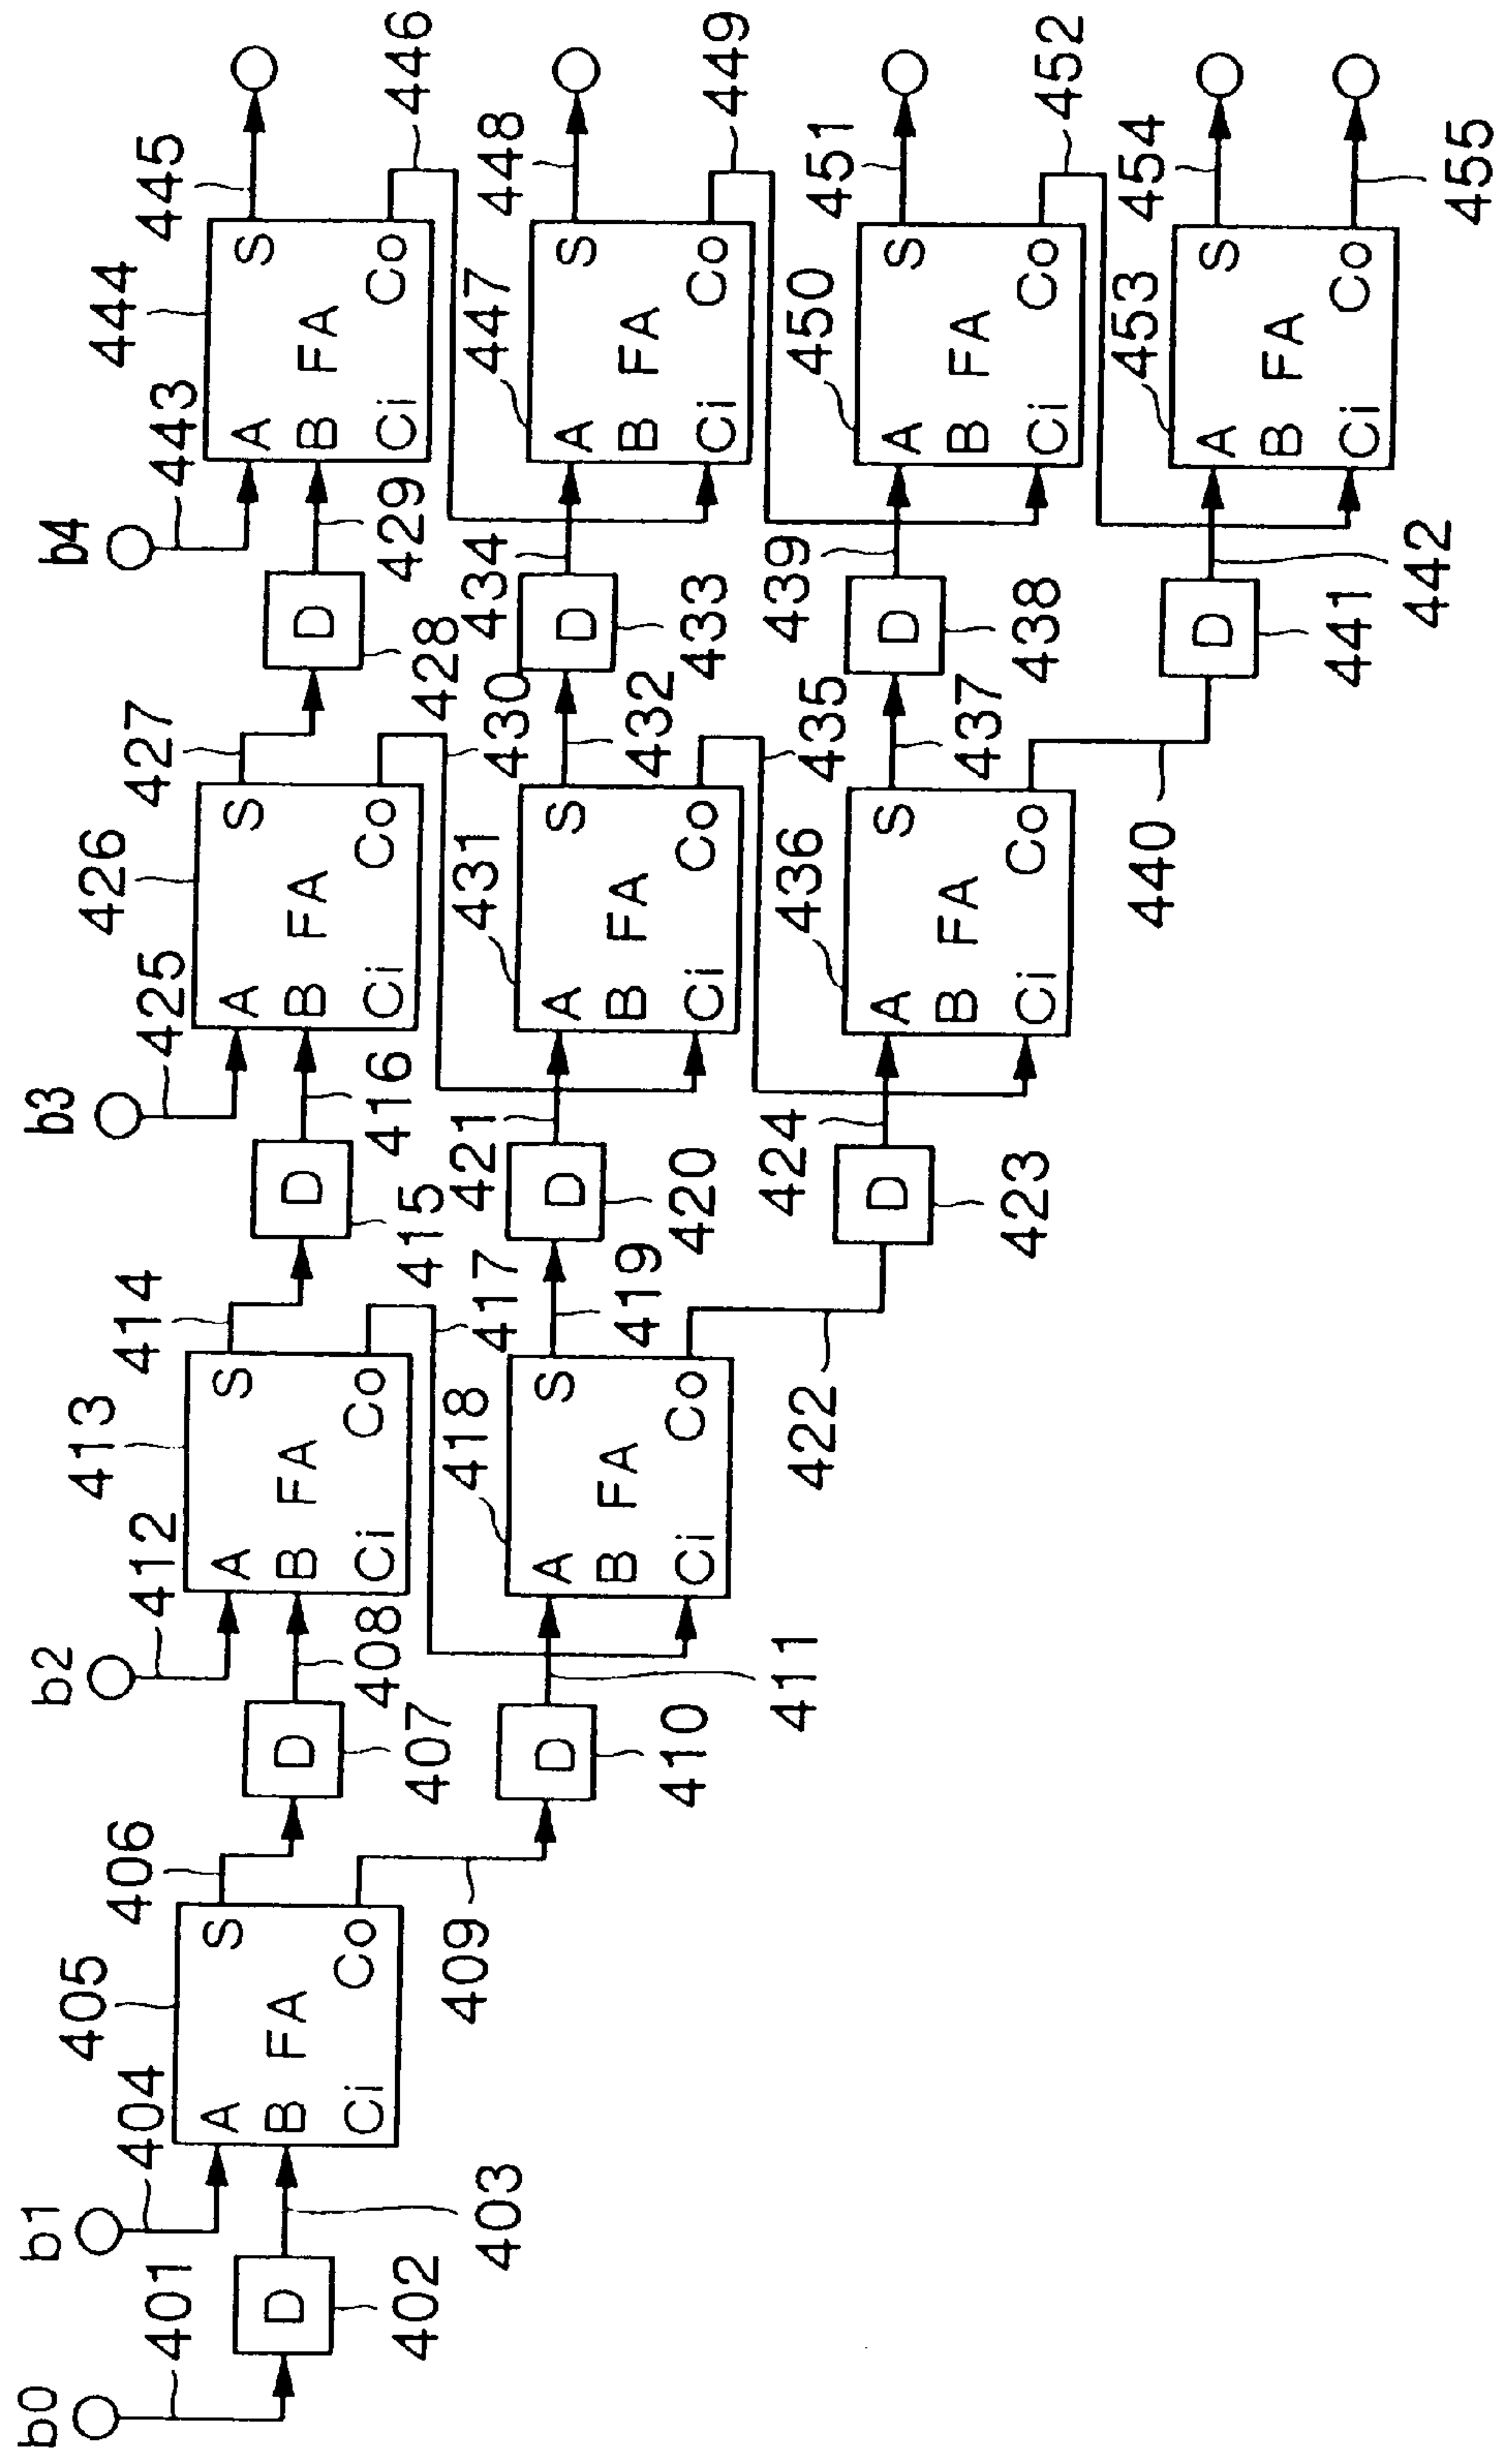 b0
401
D
402
403
b1
404
405
A
B
Ci
FA
S
Co
406
D
407
408
409
D
410
411
b2
412
413
A
B
Ci
FA
S
Co
414
D
415
416
417
418
A
B
Ci
FA
S
Co
419
D
420
421
422
D
423
424
b3
425
426
A
B
Ci
FA
S
Co
427
D
428
429
430
431
A
B
Ci
FA
S
Co
432
D
433
434
435
436
A
B
Ci
FA
S
Co
437
D
438
439
440
D
441
442
b4
443
444
A
B
Ci
FA
S
Co
445
446
447
A
B
Ci
FA
S
Co
448
449
450
A
B
Ci
FA
S
Co
451
452
453
A
B
Ci
FA
S
Co
454
455